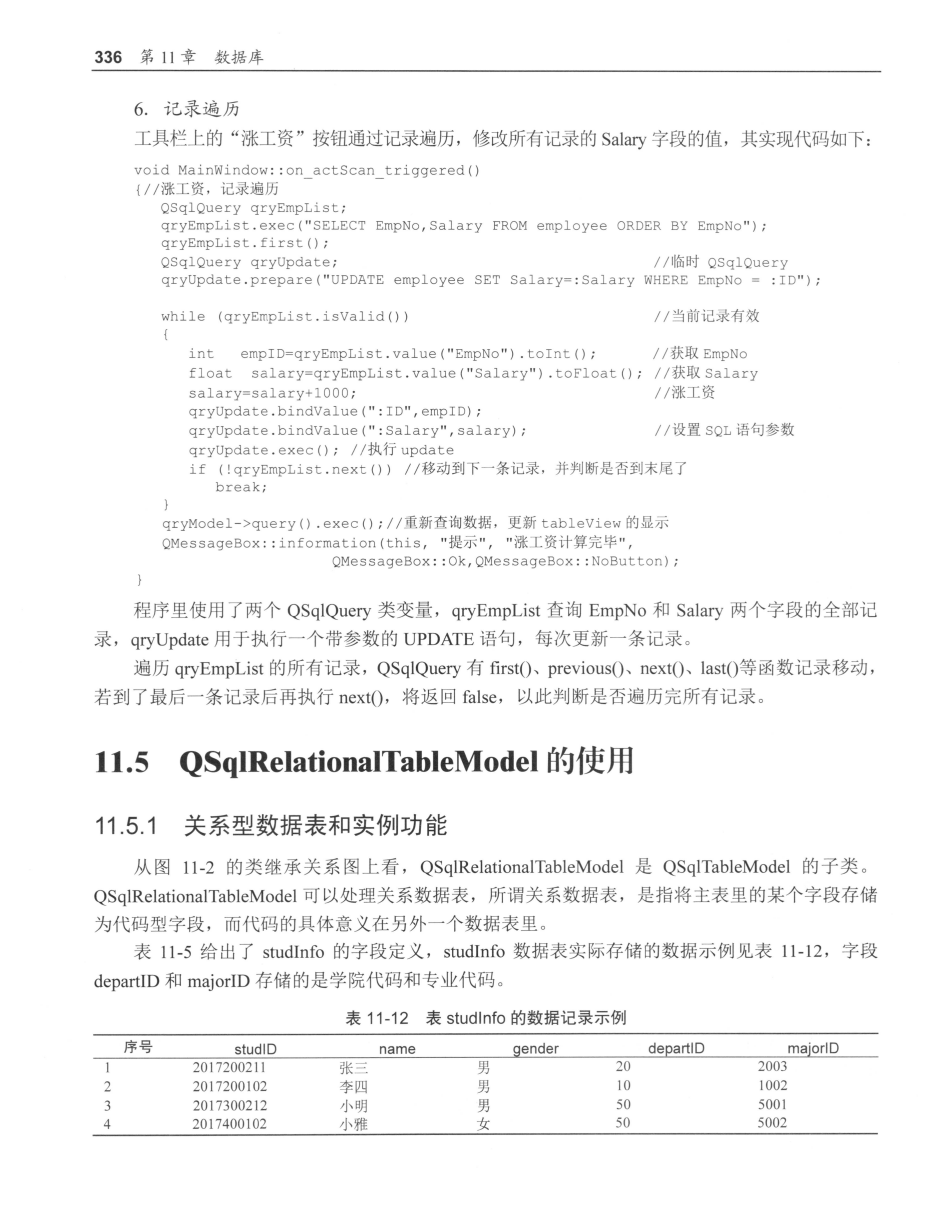 336 第 11 章 数据库
6. 记录遍历
工具栏上的“涨工资”按钮通过记录遍历，修改所有记录的 Salary 字段的值，其实现代码如下：
void MainWindow::on_actScan_triggered()
{//涨工资，记录遍历
QSqlQuery qryEmpList;
qryEmpList.exec("SELECT EmpNo,Salary FROM employee ORDER BY EmpNo");
qryEmpList.first();
QSqlQuery qryUpdate; //临时 QSqlQuery
qryUpdate.prepare("UPDATE employee SET Salary=:Salary WHERE EmpNo = :ID");
while (qryEmpList.isValid()) //当前记录有效
{
int empID=qryEmpList.value("EmpNo").toInt(); //获取 EmpNo
float salary=qryEmpList.value("Salary").toFloat(); //获取 Salary
salary=salary+1000; //涨工资
qryUpdate.bindValue(":ID",empID);
qryUpdate.bindValue(":Salary",salary); //设置 SQL 语句参数
qryUpdate.exec(); //执行 update
if (!qryEmpList.next()) //移动到下一条记录，并判断是否到末尾了
break;
}
qryModel->query().exec();//重新查询数据，更新 tableView 的显示
QMessageBox::information(this, "提示", "涨工资计算完毕",
QMessageBox::Ok,QMessageBox::NoButton);
}
程序里使用了两个 QSqlQuery 类变量，qryEmpList 查询 EmpNo 和 Salary 两个字段的全部记
录，qryUpdate 用于执行一个带参数的 UPDATE 语句，每次更新一条记录。
遍历 qryEmpList 的所有记录，QSqlQuery 有 first()、previous()、next()、last()等函数记录移动，
若到了最后一条记录后再执行 next()，将返回 false，以此判断是否遍历完所有记录。
11.5 QSqlRelationalTableModel 的使用
11.5.1 关系型数据表和实例功能
从图 11-2 的类继承关系图上看，QSqlRelationalTableModel 是 QSqlTableModel 的子类。
QSqlRelationalTableModel 可以处理关系数据表，所谓关系数据表，是指将主表里的某个字段存储
为代码型字段，而代码的具体意义在另外一个数据表里。
表 11-5 给出了 studInfo 的字段定义，studInfo 数据表实际存储的数据示例见表 11-12，字段
departID 和 majorID 存储的是学院代码和专业代码。
表 11-12 表 studInfo 的数据记录示例
序号 studID name gender departID majorID
1 2017200211 张三 男 20 2003
2 2017200102 李四 男 10 1002
3 2017300212 小明 男 50 5001
4 2017400102 小雅 女 50 5002